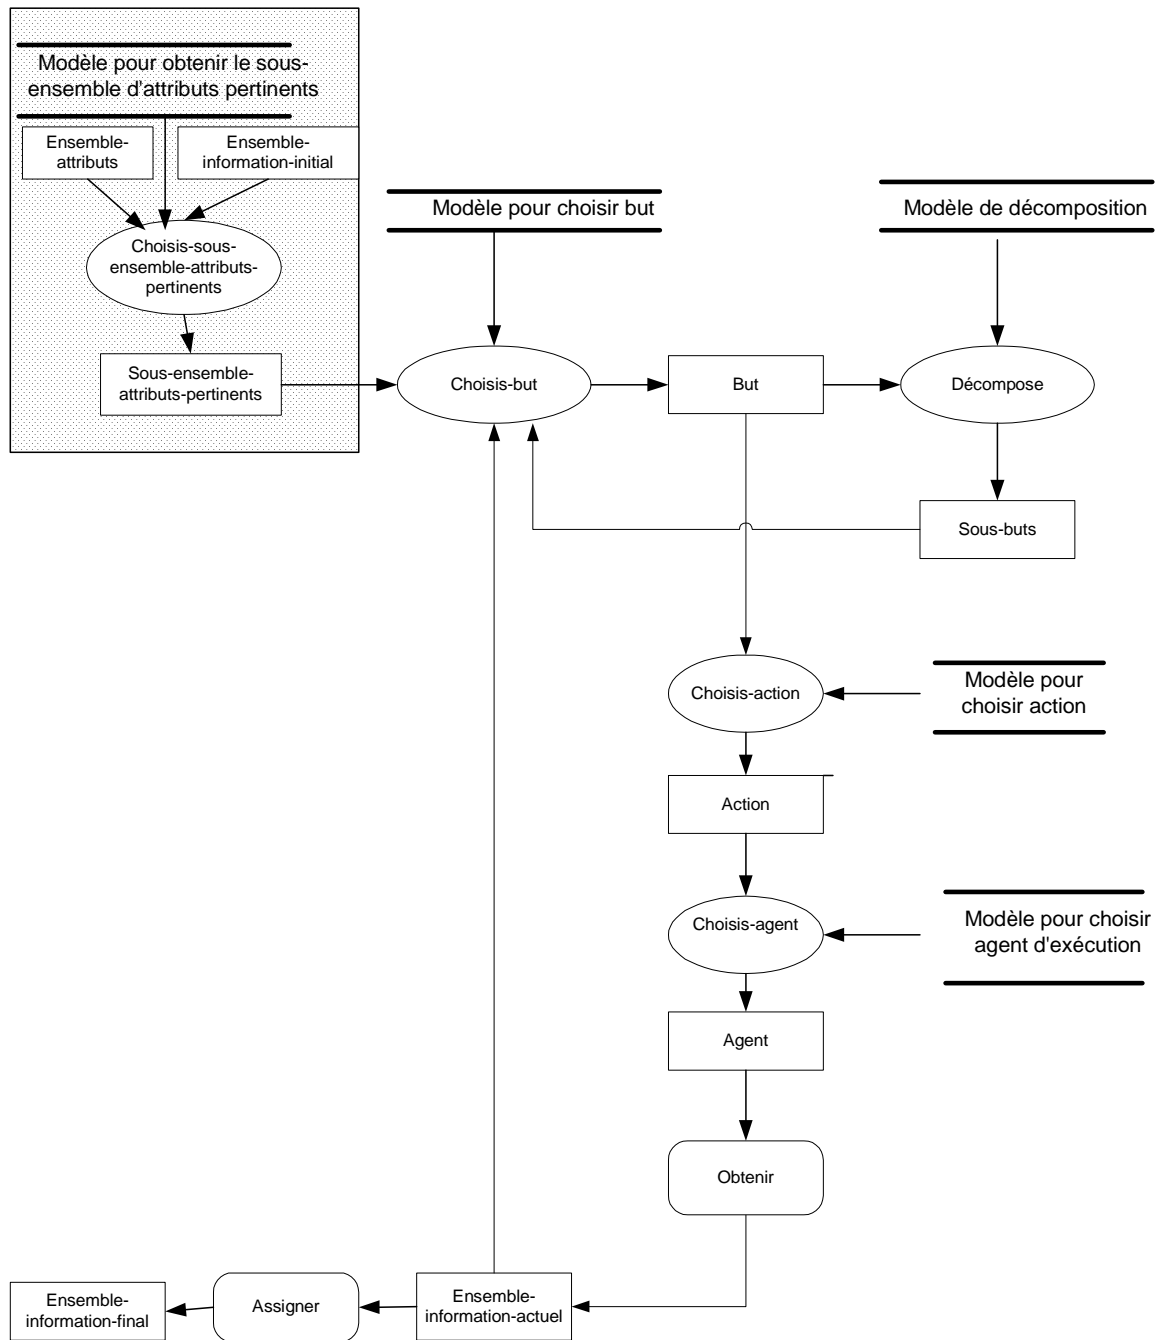 Modèle pour obtenir le sous-
ensemble d'attributs pertinents
Ensemble-
attributs
Ensemble-
information-initial
Choisis-sous-
ensemble-attributs-
pertinents
Sous-ensemble-
attributs-pertinents
Modèle pour choisir but
Modèle de décomposition
Choisis-but
But
Décompose
Sous-buts
Choisis-action
Modèle pour
choisir action
Action
Choisis-agent
Modèle pour choisir
agent d'exécution
Agent
Obtenir
Ensemble-
information-final
Assigner
Ensemble-
information-actuel